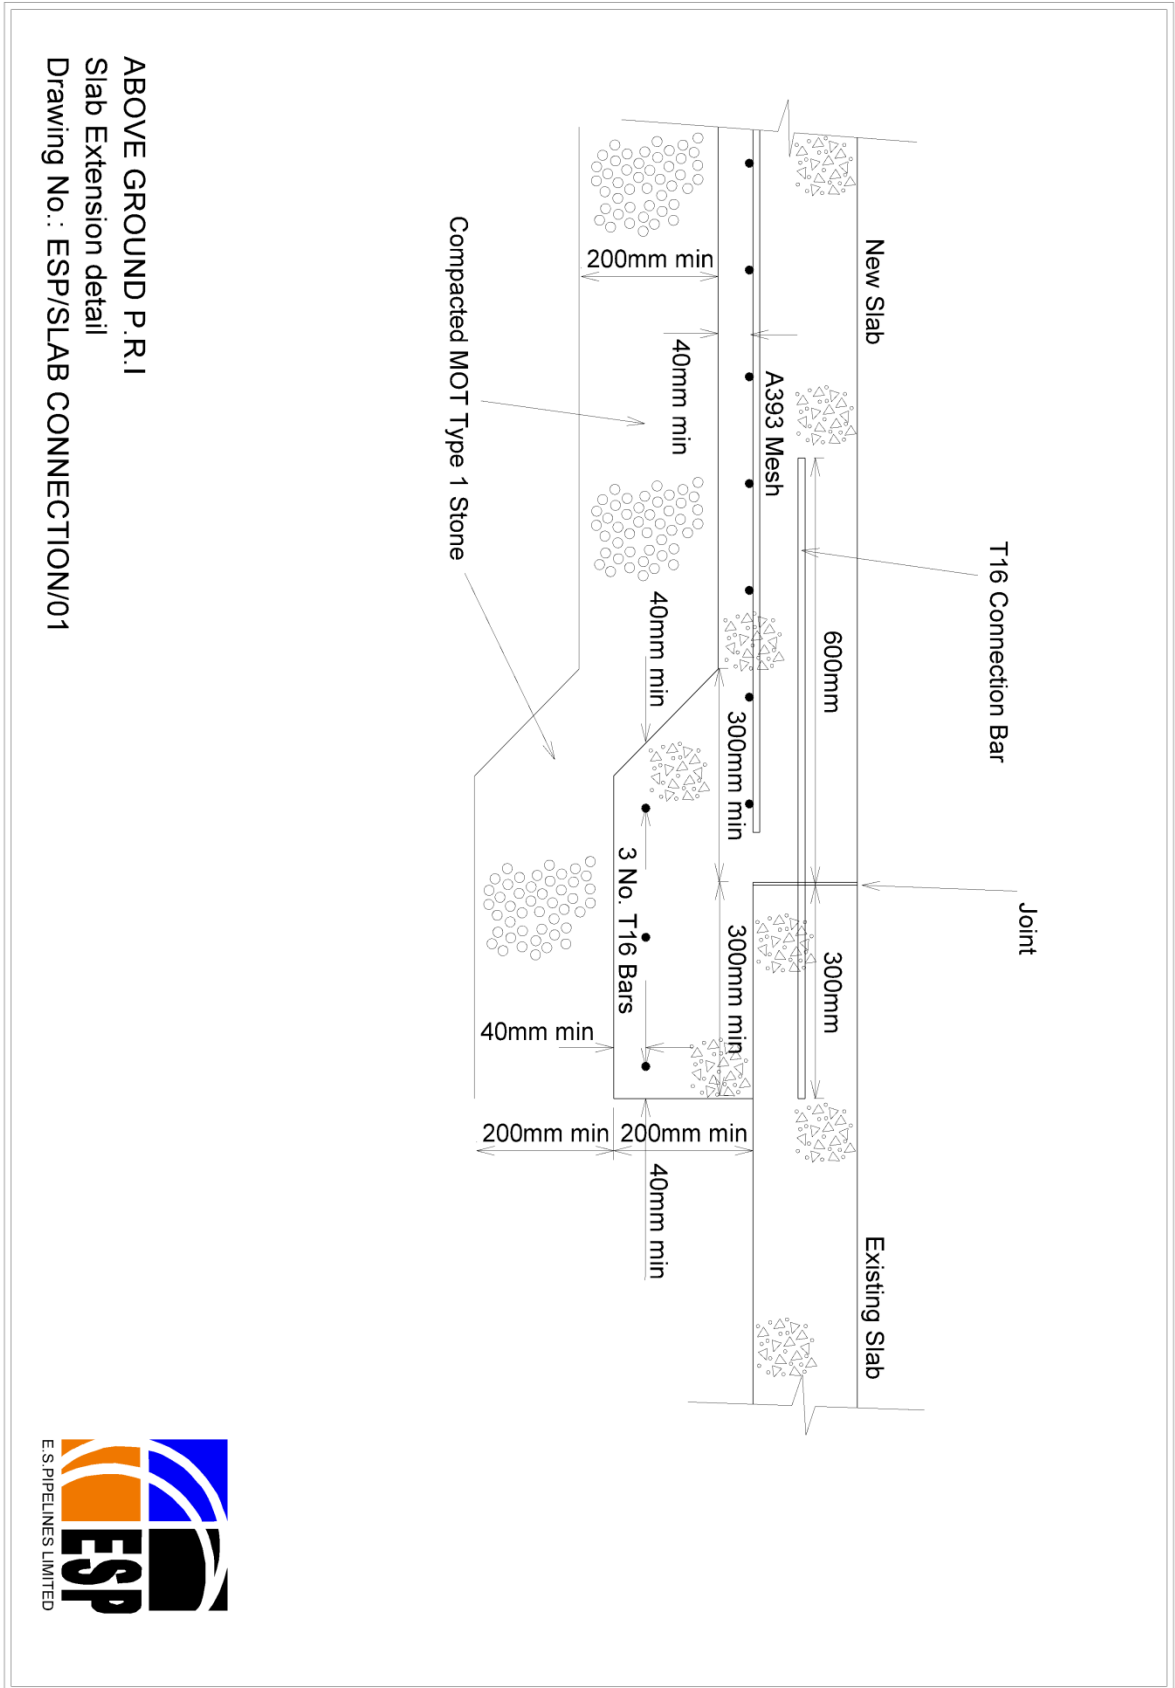 T16 Connection Bar
Joint
New Slab
Existing Slab
600mm
300mm
A393 Mesh
300mm min
300mm min
40mm min
200mm min
40mm min
3 No. T16 Bars
40mm min
200mm min
200mm min
40mm min
Compacted MOT Type 1 Stone
ABOVE GROUND P.R.I
Slab Extension detail
Drawing No.: ESP/SLAB CONNECTION/01
ESP
E.S.PIPELINES LIMITED